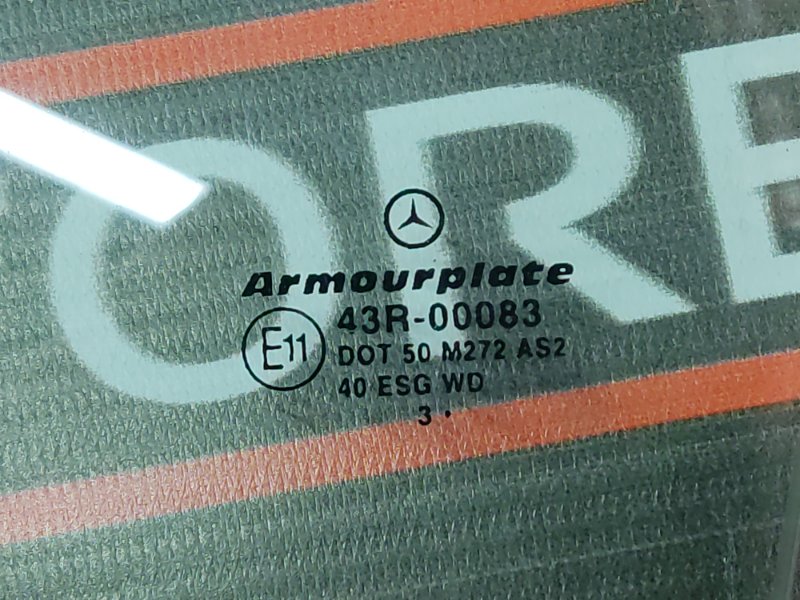 ORE
Armourplate
E11
43R-00083
DOT 50 M272 AS2
40 ESG WD
3 .